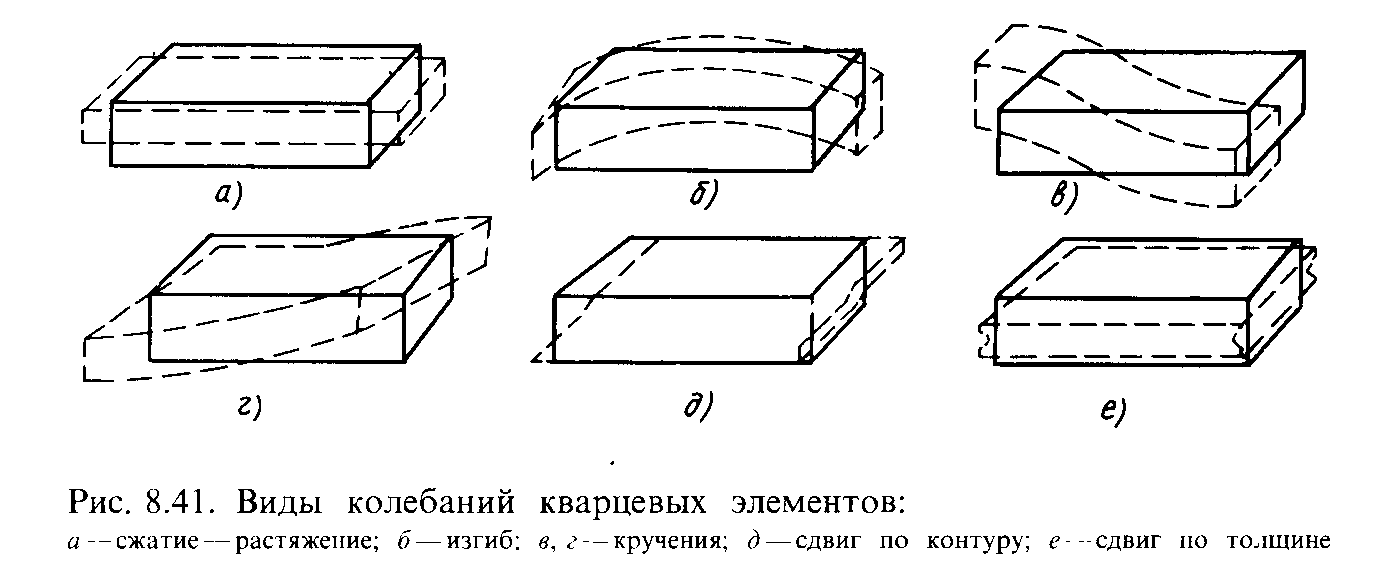 а) б) в)
г) д) е)
Рис. 8.41. Виды колебаний кварцевых элементов:
а — сжатие — растяжение; б — изгиб; в, г — кручения; д — сдвиг по контуру; е — сдвиг по толщине